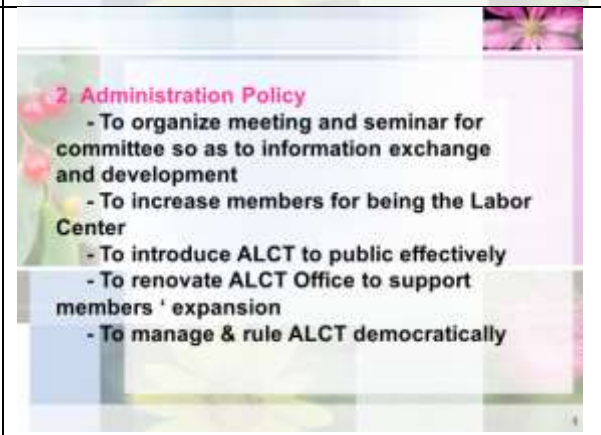 2. Administration Policy
- To organize meeting and seminar for
committee so as to information exchange
and development
- To increase members for being the Labor
Center
- To introduce ALCT to public effectively
- To renovate ALCT Office to support
members ‘ expansion
- To manage & rule ALCT democratically